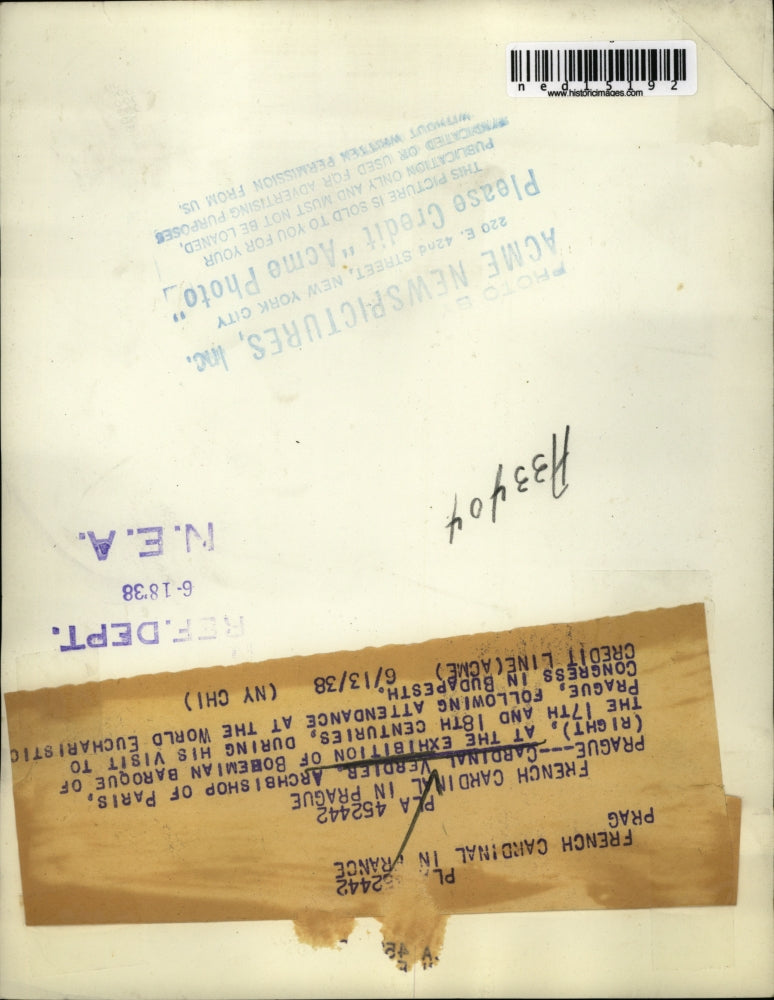 ned15192
www.historicimages.com
PHOTO BY
ACME NEWSPICTURES, Inc.
220 E. 42nd STREET, NEW YORK CITY
Please Credit "Acme Photo"
THIS PICTURE IS SOLD TO YOU FOR YOUR
PUBLICATION ONLY AND MUST NOT BE LOANED,
SYNDICATED OR USED FOR ADVERTISING PURPOSES
WITHOUT WRITTEN PERMISSION FROM US.
A33404
REF. DEPT.
6-18'38
N.E.A.
52442
FRENCH CARDINAL IN RANCE
PRAG
PLA 452442
FRENCH CARDINAL IN PRAGUE
PRAGUE---CARDINAL VERDIER, ARCHBISHOP OF PARIS,
(RIGHT), AT THE EXHIBITION OF BOHEMIAN BAROQUE OF
THE 17TH AND 18TH CENTURIES, DURING HIS VISIT TO
PRAGUE, FOLLOWING ATTENDANCE AT THE WORLD EUCHARISTIC
CONGRESS IN BUDAPESTH.
CREDIT LINE(ACME) 6/13/38 (NY CHI)